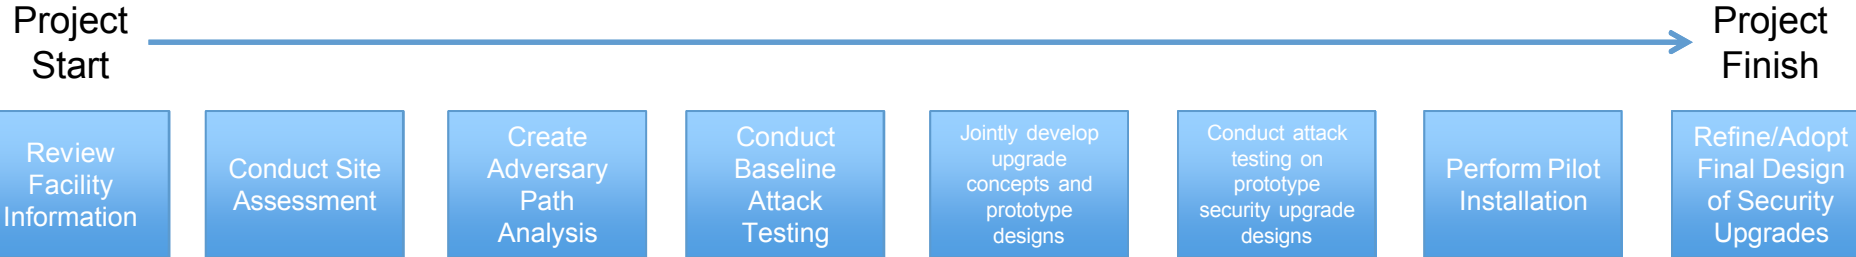 Project
Start
Project
Finish
Review
Facility
Information
Conduct Site
Assessment
Create
Adversary
Path
Analysis
Conduct
Baseline
Attack
Testing
Jointly develop
upgrade
concepts and
prototype
designs
Conduct attack
testing on
prototype
security upgrade
designs
Perform Pilot
Installation
Refine/Adopt
Final Design
of Security
Upgrades